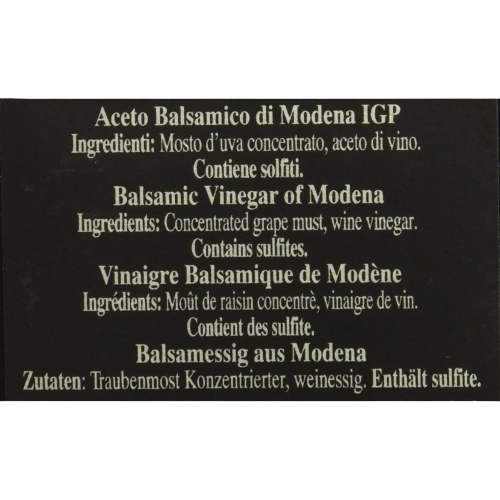 Aceto Balsamico di Modena IGP
Ingredienti: Mosto d'uva concentrato, aceto di vino.
Contiene solfiti.
Balsamic Vinegar of Modena
Ingredients: Concentrated grape must, wine vinegar.
Contains sulfites.
Vinaigre Balsamique de Modène
Ingrédients: Moût de raisin concentrè, vinaigre de vin.
Contient des sulfite.
Balsamessig aus Modena
Zutaten: Traubenmost Konzentrierter, weinessig. Enthält sulfite.